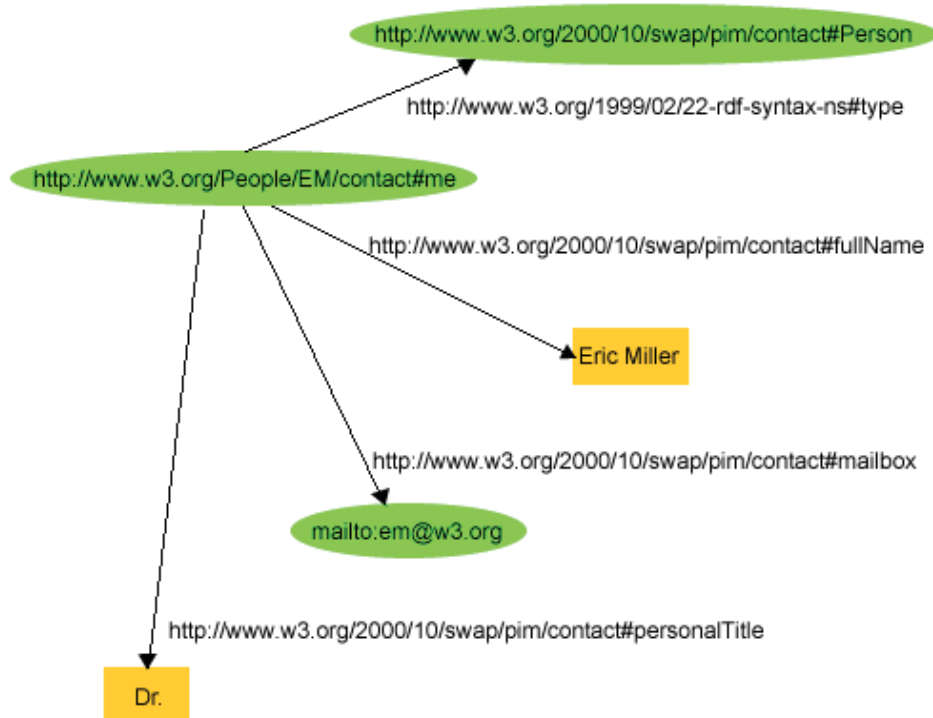 http://www.w3.org/2000/10/swap/pim/contact#Person
http://www.w3.org/1999/02/22-rdf-syntax-ns#type
http://www.w3.org/People/EM/contact#me
http://www.w3.org/2000/10/swap/pim/contact#fullName
Eric Miller
http://www.w3.org/2000/10/swap/pim/contact#mailbox
mailto:em@w3.org
http://www.w3.org/2000/10/swap/pim/contact#personalTitle
Dr.